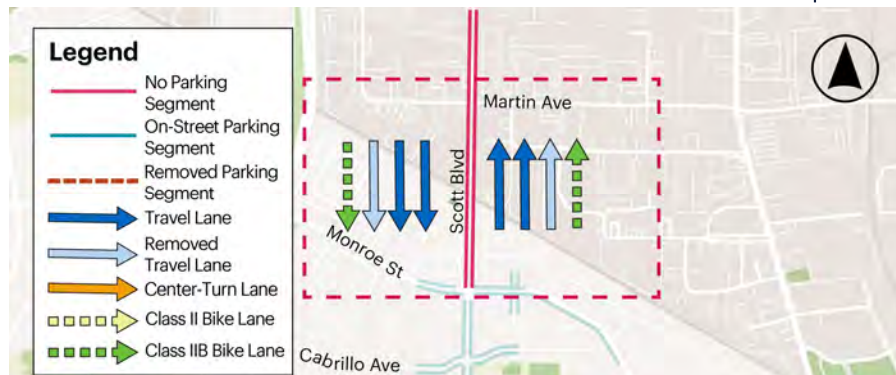 Legend
No Parking
Segment
On-Street Parking
Segment
Removed Parking
Segment
Travel Lane
Removed
Travel Lane
Center-Turn Lane
Class II Bike Lane
Class IIB Bike Lane
Martin Ave
Scott Blvd
Monroe St
Cabrillo Ave